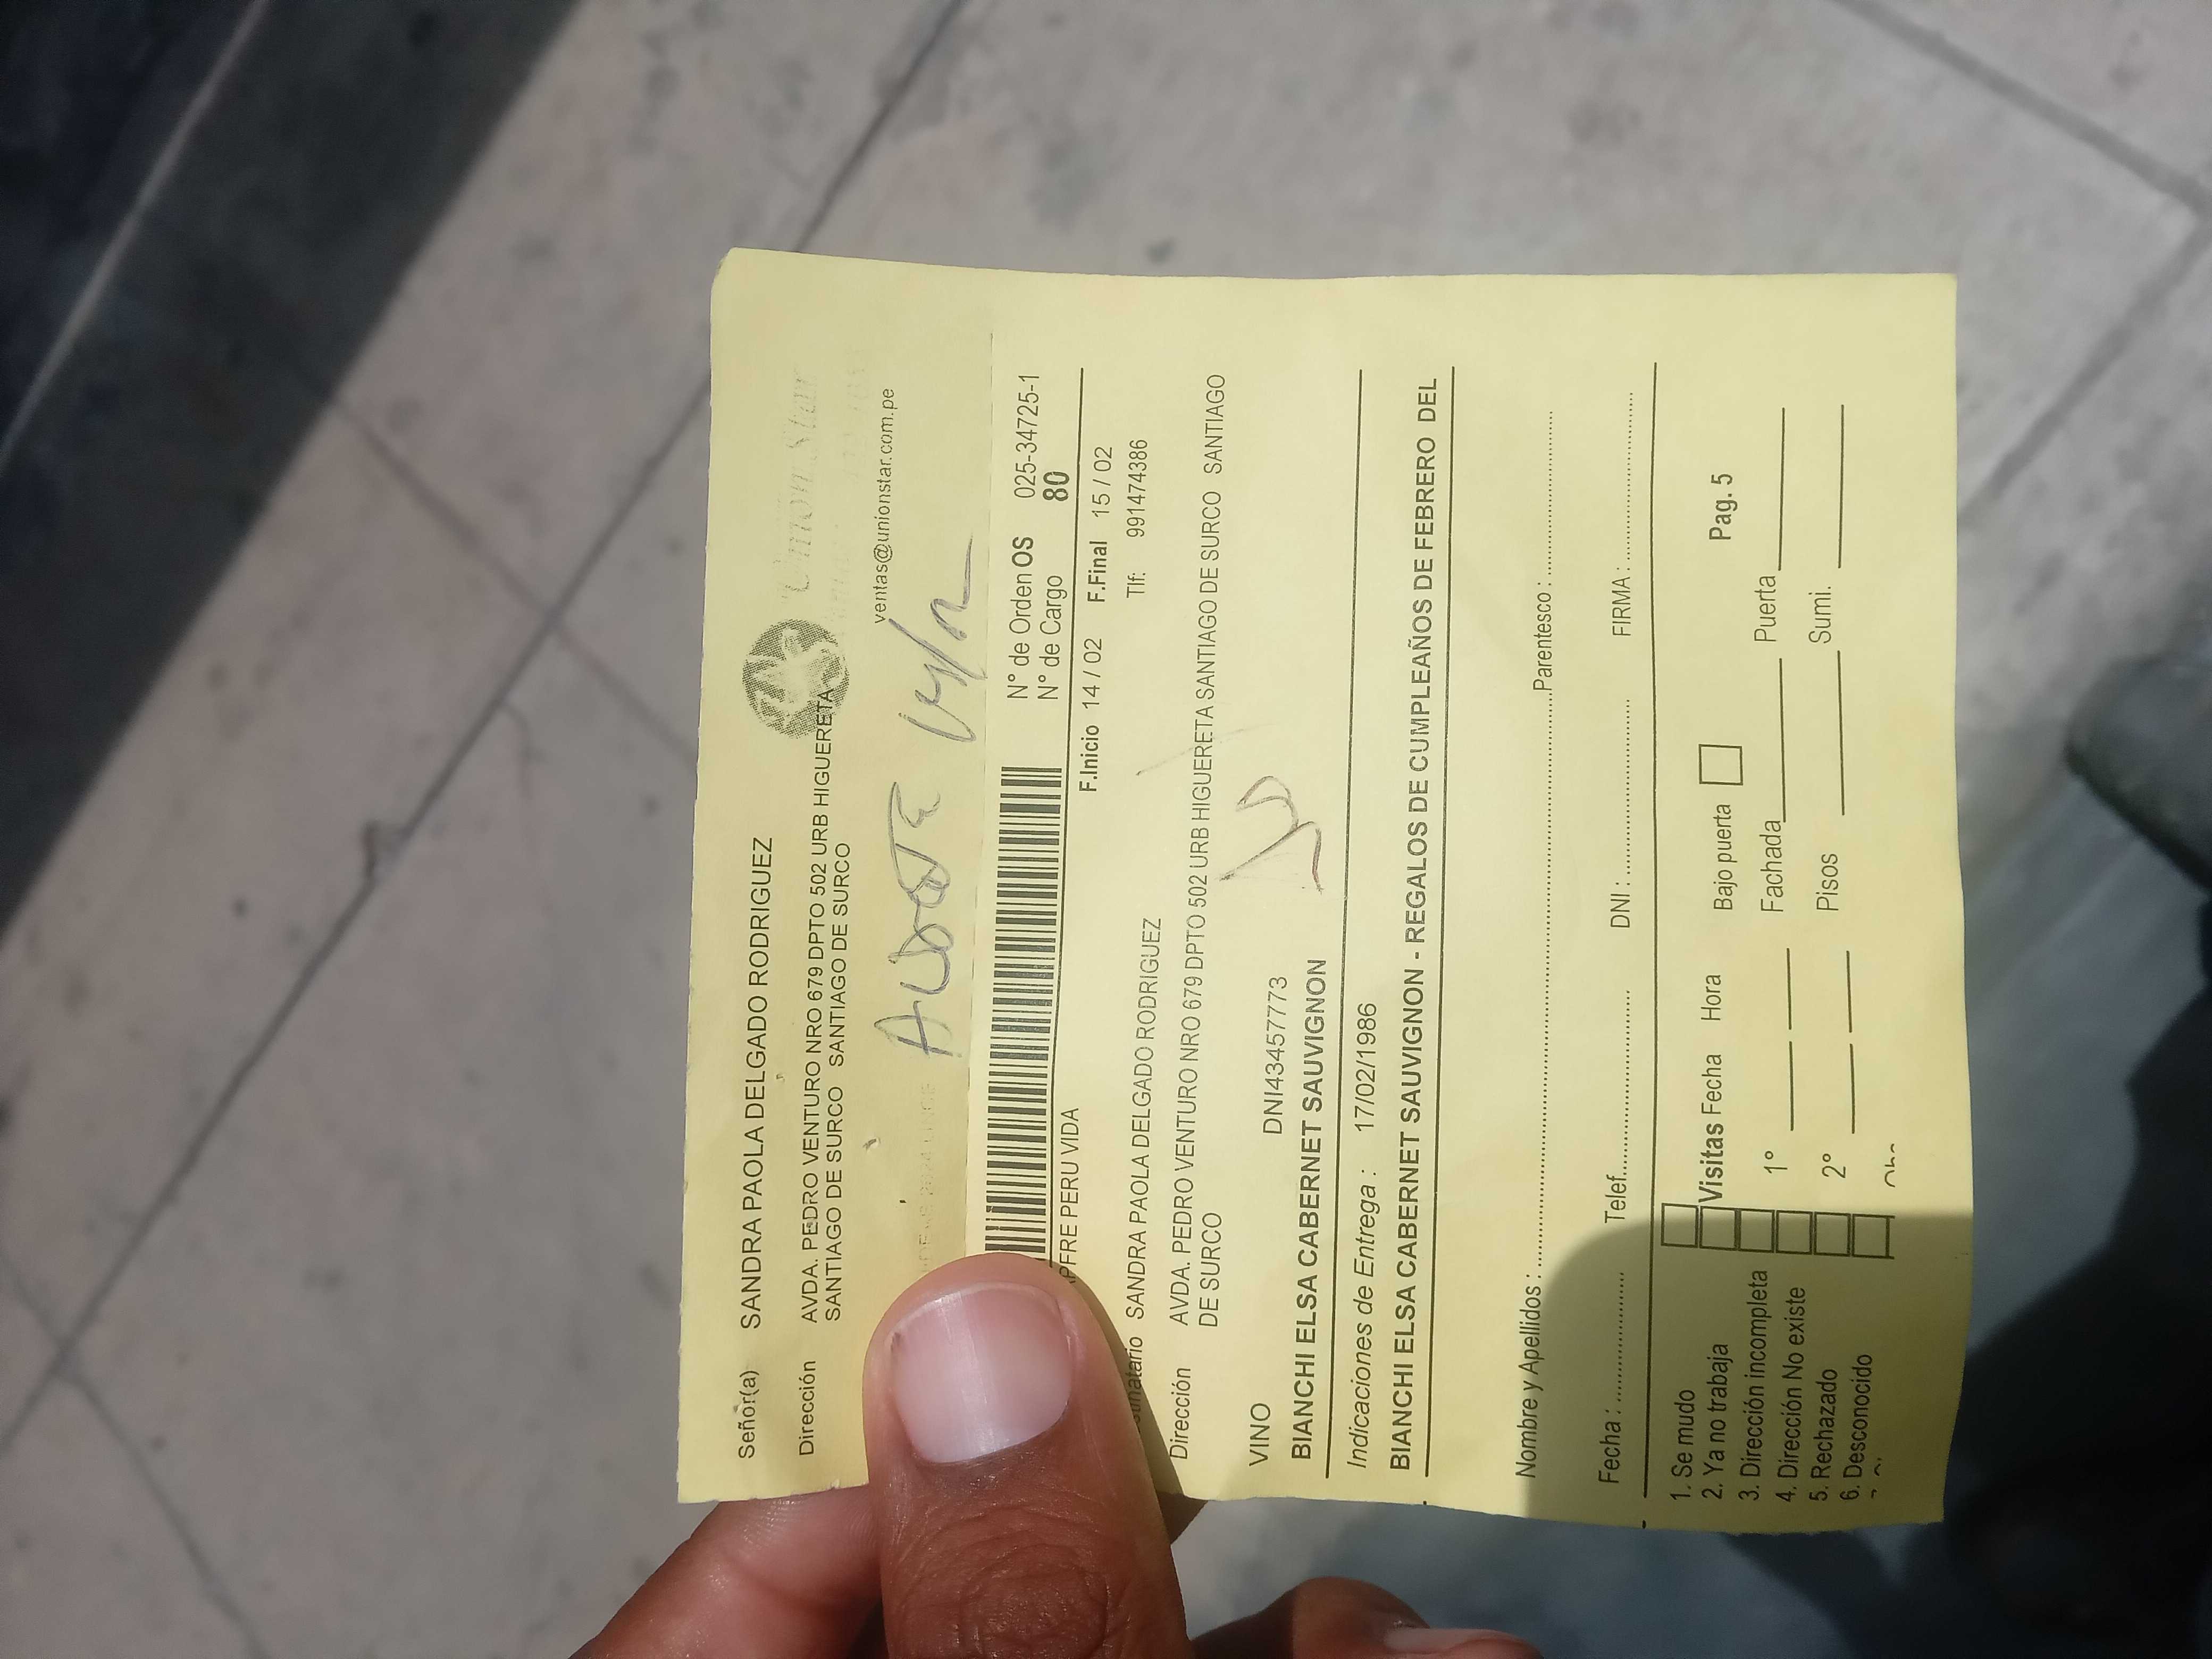 Señor(a) SANDRA PAOLA DELGADO RODRIGUEZ
Dirección AVDA. PEDRO VENTURO NRO 679 DPTO 502 URB HIGUERETA
SANTIAGO DE SURCO SANTIAGO DE SURCO
Union Star
ventas@unionstar.com.pe
N° de Orden OS 025-34725-1
N° de Cargo 80
PFRE PERU VIDA
F.Inicio 14 / 02 F.Final 15 / 02
SANDRA PAOLA DELGADO RODRIGUEZ Tlf: 991474386
Dirección AVDA. PEDRO VENTURO NRO 679 DPTO 502 URB HIGUERETA SANTIAGO DE SURCO SANTIAGO
DE SURCO
VINO DNI43457773
BIANCHI ELSA CABERNET SAUVIGNON
Indicaciones de Entrega : 17/02/1986
BIANCHI ELSA CABERNET SAUVIGNON - REGALOS DE CUMPLEAÑOS DE FEBRERO DEL
Nombre y Apellidos : Parentesco :
Fecha : Telef. DNI : FIRMA :
1. Se mudo
2. Ya no trabaja
3. Dirección incompleta
4. Dirección No existe
5. Rechazado
6. Desconocido
Visitas Fecha Hora Bajo puerta Pag. 5
1° Fachada Puerta
2° Pisos Sumi.